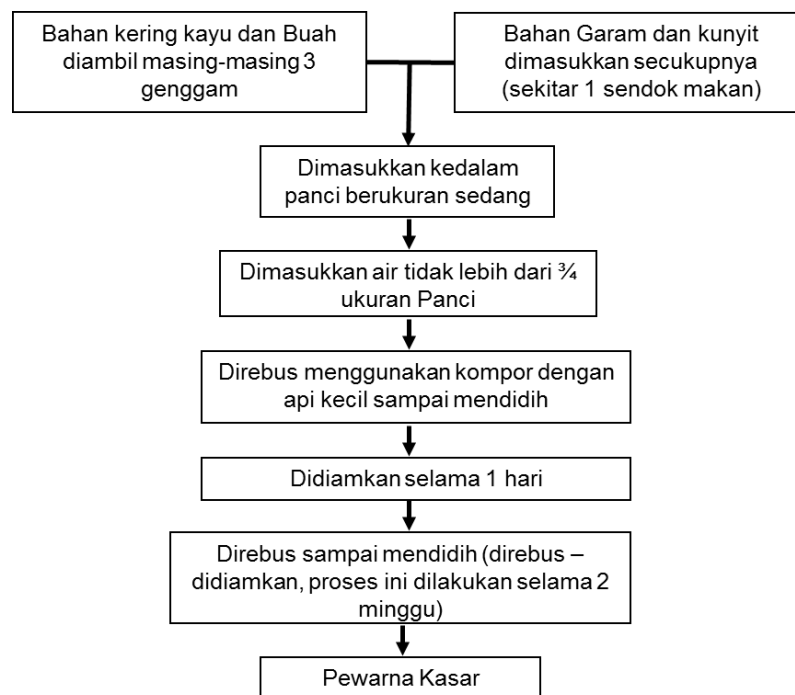 Bahan kering kayu dan Buah
diambil masing-masing 3
genggam
Bahan Garam dan kunyit
dimasukkan secukupnya
(sekitar 1 sendok makan)
Dimasukkan kedalam
panci berukuran sedang
Dimasukkan air tidak lebih dari ¾
ukuran Panci
Direbus menggunakan kompor dengan
api kecil sampai mendidih
Didiamkan selama 1 hari
Direbus sampai mendidih (direbus –
didiamkan, proses ini dilakukan selama 2
minggu)
Pewarna Kasar